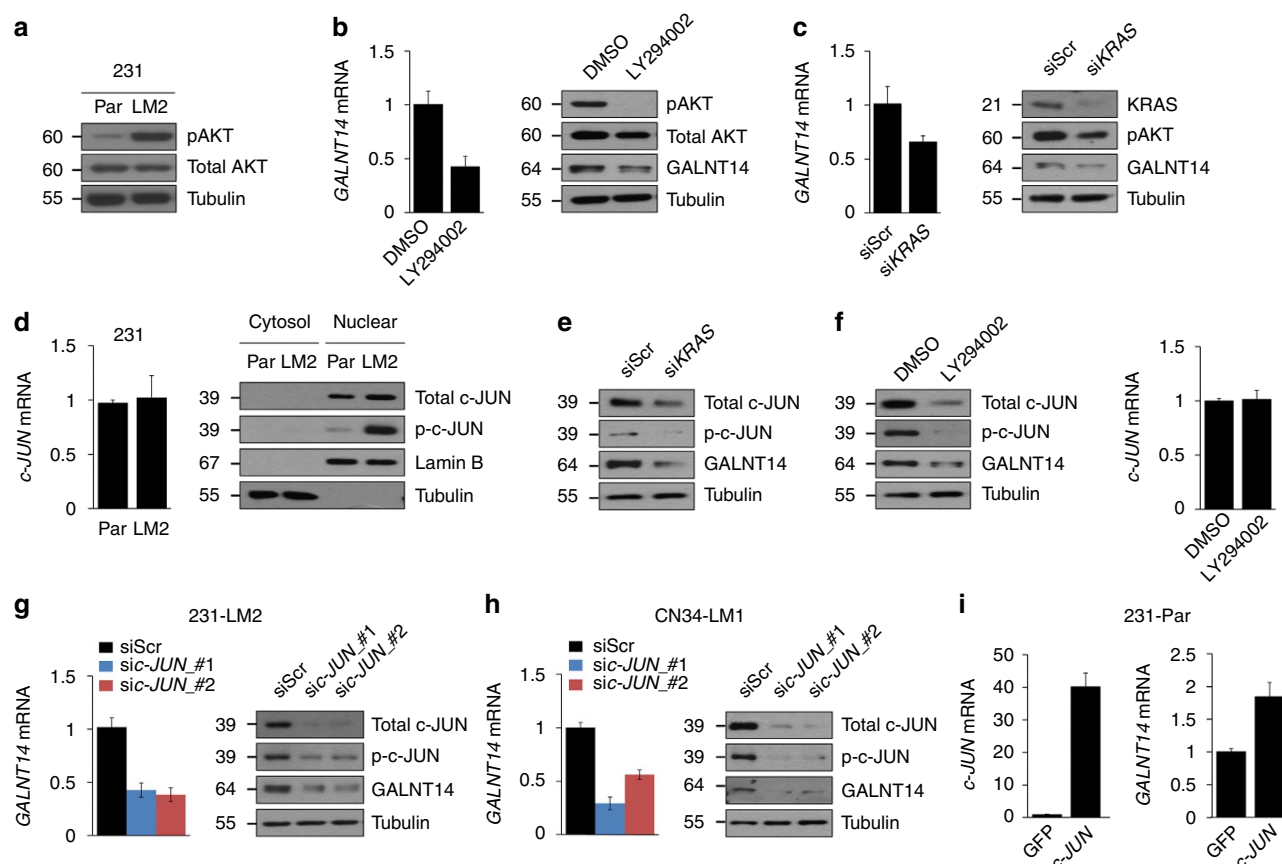 a
231
Par LM2
60 pAKT
60 Total AKT
55 Tubulin
b
GALNT14 mRNA
1.5
1
0.5
0
DMSO
LY294002
DMSO
LY294002
60 pAKT
60 Total AKT
64 GALNT14
55 Tubulin
c
GALNT14 mRNA
1.5
1
0.5
0
siScr
siKRAS
siScr
siKRAS
21 KRAS
60 pAKT
64 GALNT14
55 Tubulin
d
231
c-JUN mRNA
1.5
1
0.5
0
Par LM2
Cytosol Nuclear
Par LM2 Par LM2
39 Total c-JUN
39 p-c-JUN
67 Lamin B
55 Tubulin
e
siScr
siKRAS
39 Total c-JUN
39 p-c-JUN
64 GALNT14
55 Tubulin
f
DMSO
LY294002
39 Total c-JUN
39 p-c-JUN
64 GALNT14
55 Tubulin
c-JUN mRNA
1.5
1
0.5
0
DMSO
LY294002
g
231-LM2
siScr
sic-JUN_#1
sic-JUN_#2
GALNT14 mRNA
1
0.5
0
siScr
sic-JUN_#1
sic-JUN_#2
39 Total c-JUN
39 p-c-JUN
64 GALNT14
55 Tubulin
h
CN34-LM1
siScr
sic-JUN_#1
sic-JUN_#2
GALNT14 mRNA
1
0.5
0
siScr
sic-JUN_#1
sic-JUN_#2
39 Total c-JUN
39 p-c-JUN
64 GALNT14
55 Tubulin
i
231-Par
c-JUN mRNA
50
40
30
20
10
0
GFP
c-JUN
GALNT14 mRNA
2.5
2
1.5
1
0.5
0
GFP
c-JUN